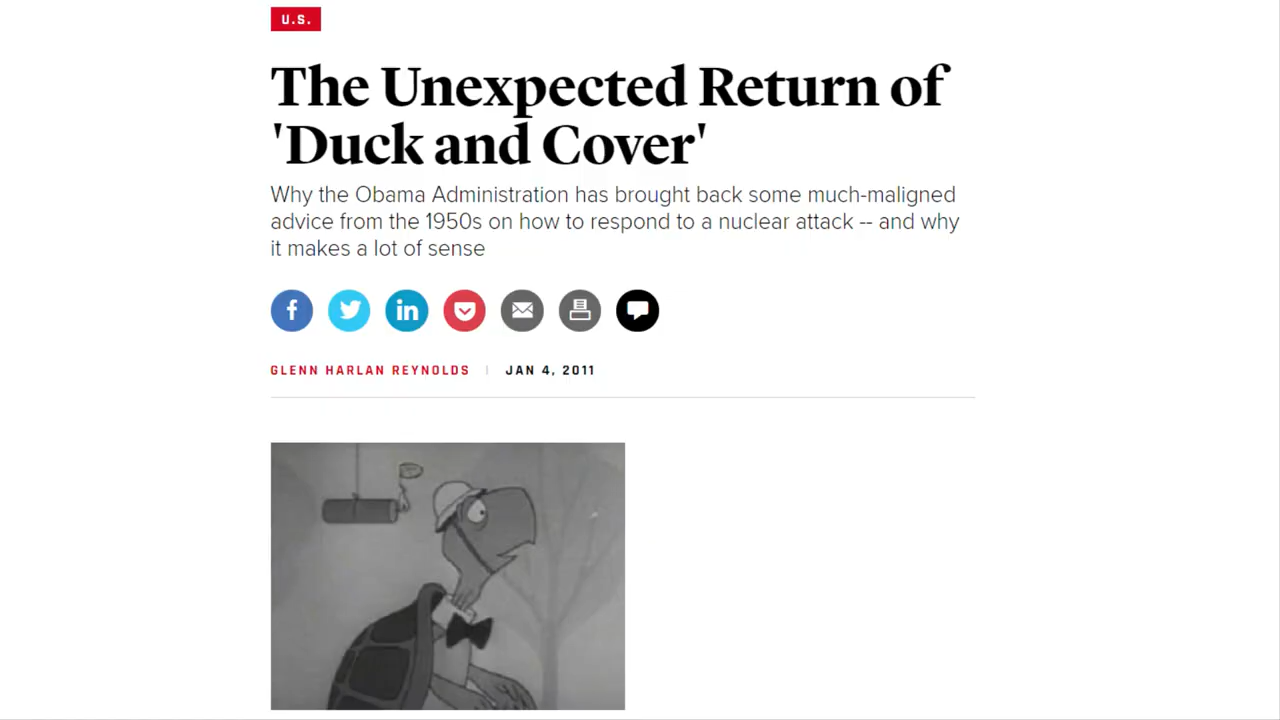 U.S.
The Unexpected Return of
'Duck and Cover'
Why the Obama Administration has brought back some much-maligned
advice from the 1950s on how to respond to a nuclear attack -- and why
it makes a lot of sense
GLENN HARLAN REYNOLDS | JAN 4, 2011